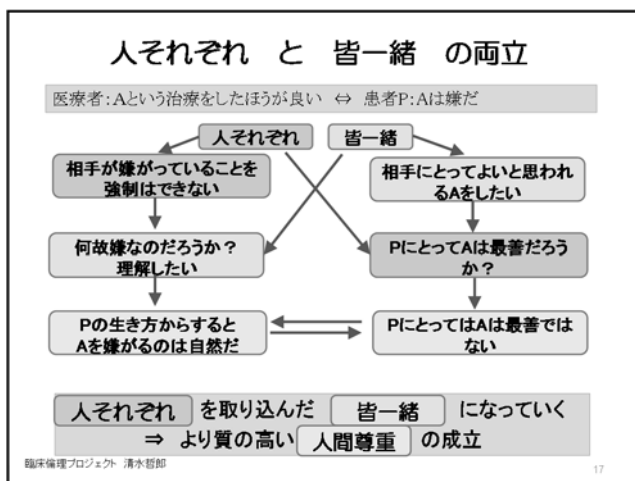 人それぞれ と 皆一緒 の両立
医療者:Aという治療をしたほうが良い ⇔ 患者P:Aは嫌だ
人それぞれ
皆一緒
相手が嫌がっていることを
強制はできない
相手にとってよいと思われ
るAをしたい
何故嫌なのだろうか?
理解したい
PにとってAは最善だろう
か?
Pの生き方からすると
Aを嫌がるのは自然だ
PにとってはAは最善では
ない
人それぞれ を取り込んだ 皆一緒 になっていく
⇒ より質の高い 人間尊重 の成立
臨床倫理プロジェクト 清水哲郎
17